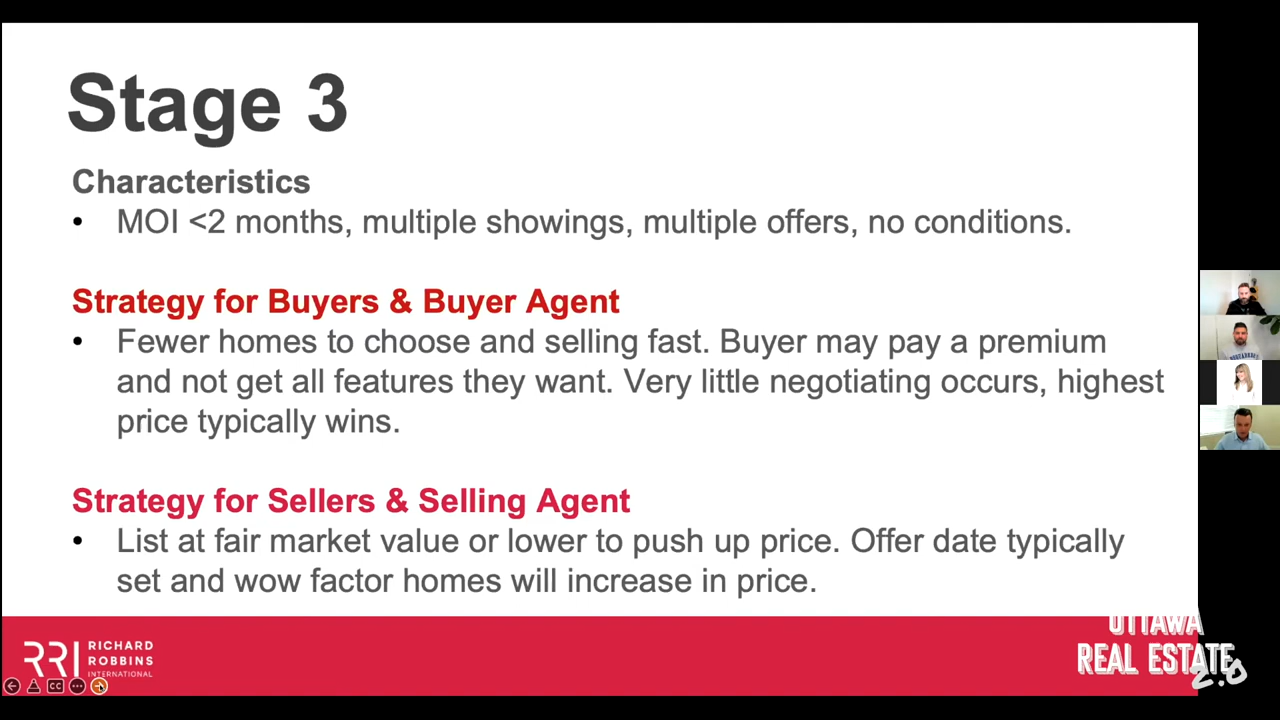 Stage 3
Characteristics
• MOI <2 months, multiple showings, multiple offers, no conditions.
Strategy for Buyers & Buyer Agent
• Fewer homes to choose and selling fast. Buyer may pay a premium
and not get all features they want. Very little negotiating occurs, highest
price typically wins.
Strategy for Sellers & Selling Agent
• List at fair market value or lower to push up price. Offer date typically
set and wow factor homes will increase in price.
RRI RICHARD
ROBBINS
INTERNATIONAL
CC
OTTAWA
REAL ESTATE
2.0